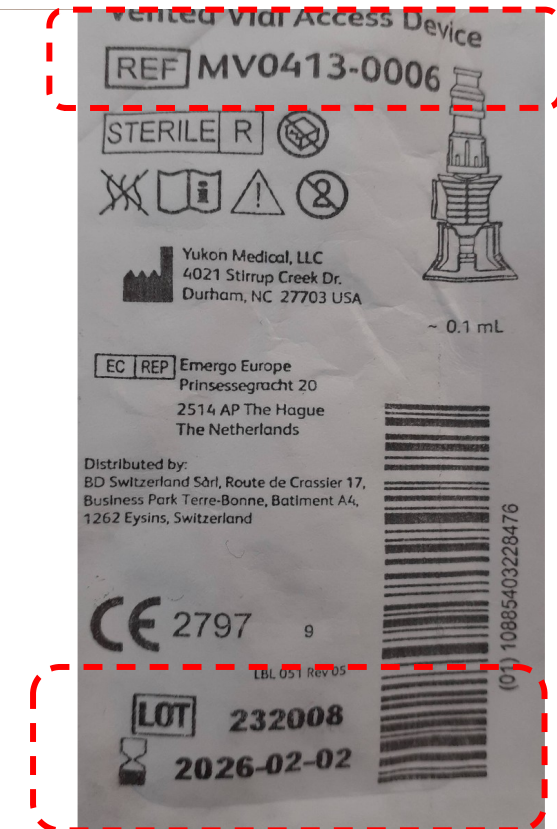 Vented Vial Access Device
REF MV0413-0006
STERILE R
Yukon Medical, LLC
4021 Stirrup Creek Dr.
Durham, NC 27703 USA
~ 0.1 mL
EC REP Emergo Europe
Prinsessegracht 20
2514 AP The Hague
The Netherlands
Distributed by:
BD Switzerland Sàrl, Route de Crassier 17,
Business Park Terre-Bonne, Batiment A4,
1262 Eysins, Switzerland
(01) 10885403228476
CE 2797 9
LBL 051 Rev 05
LOT 232008
2026-02-02